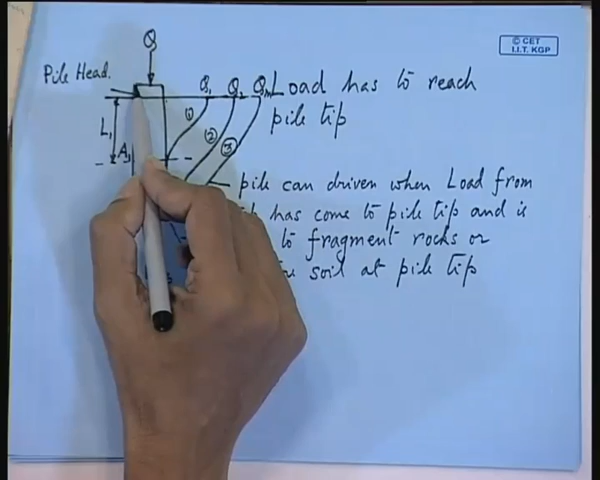 © CET
I.I.T. KGP
Q
Pile Head.
Q1 Q2 Qm Load has to reach
pile tip
L1
A1
1
2
3
pile can driven when Load from
has come to pile tip and is
to fragment rocks or
soil at pile tip